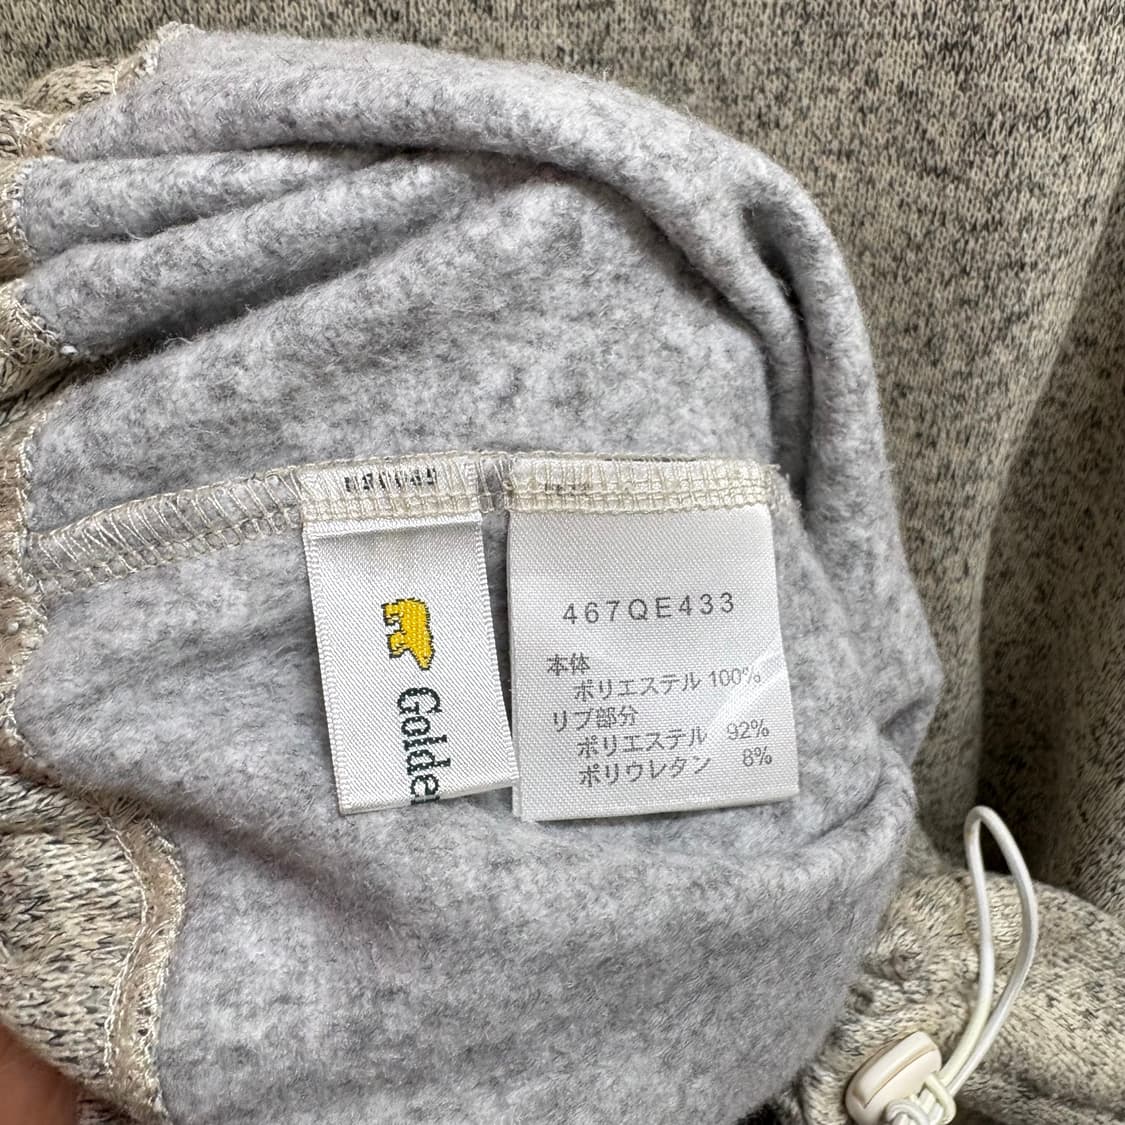 Golde
467QE433
本体
ポリエステル 100%
リブ部分
ポリエステル 92%
ポリウレタン 8%